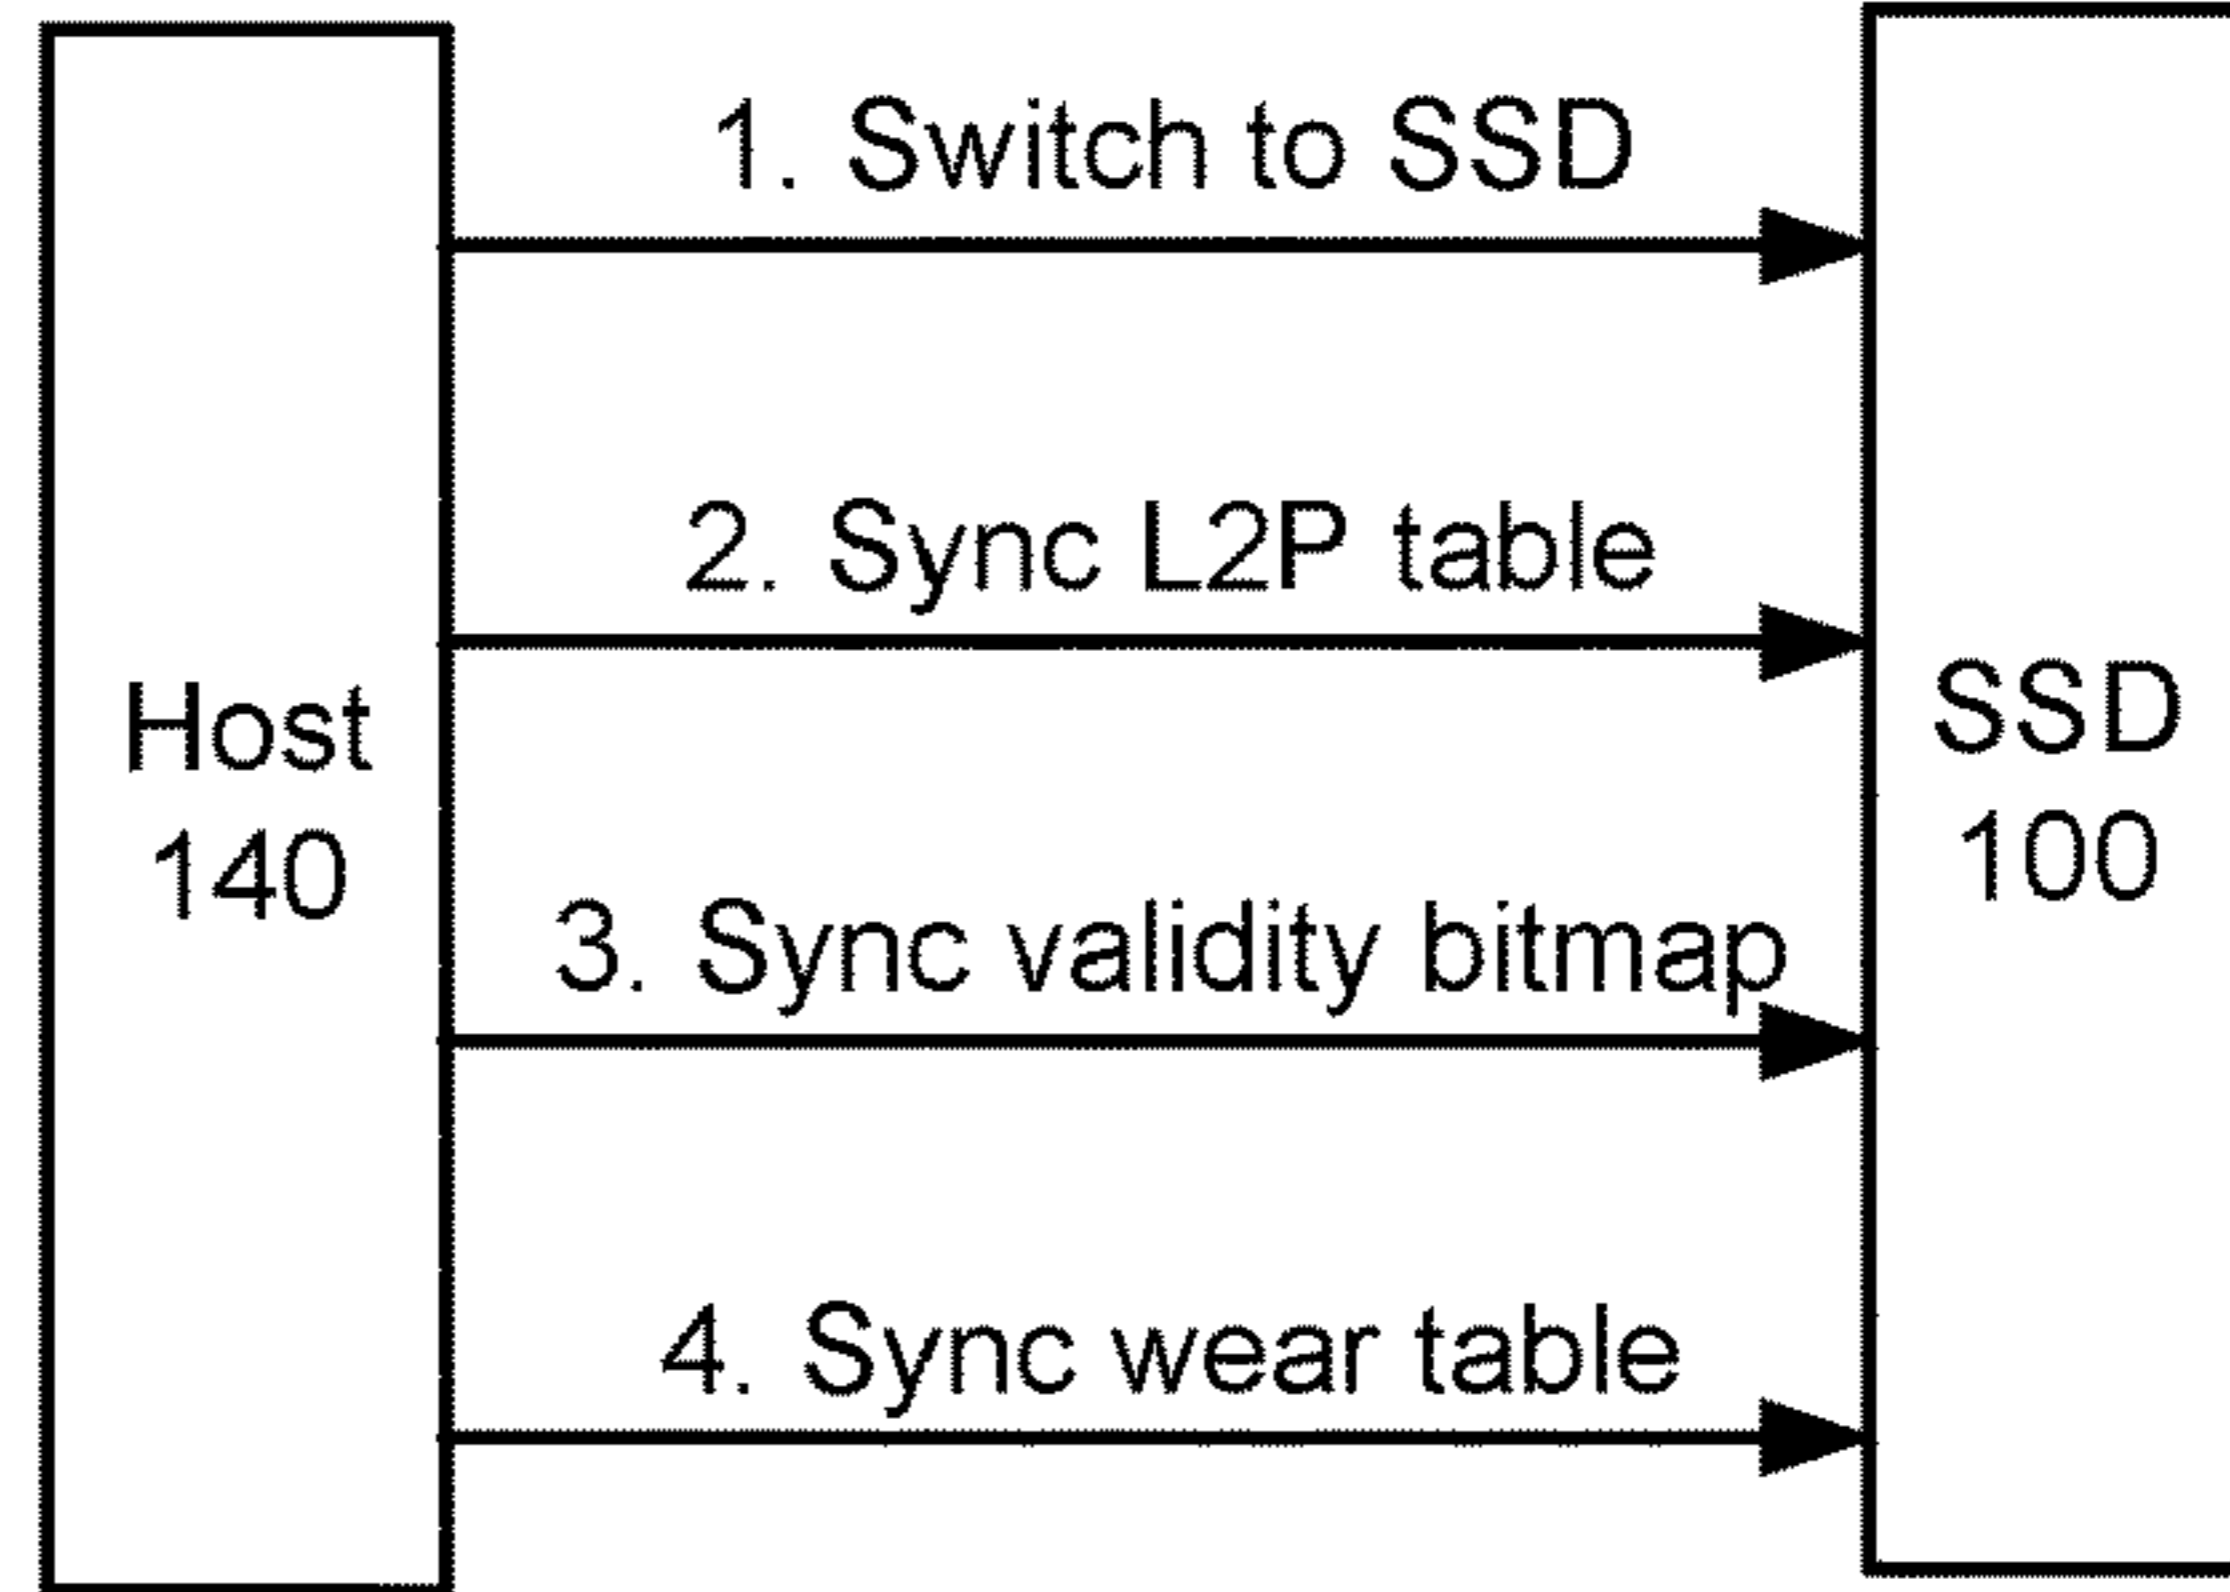 1. Switch to SSD
2. Sync L2P table
Host
140
SSD
100
3. Sync validity bitmap
4. Sync wear table